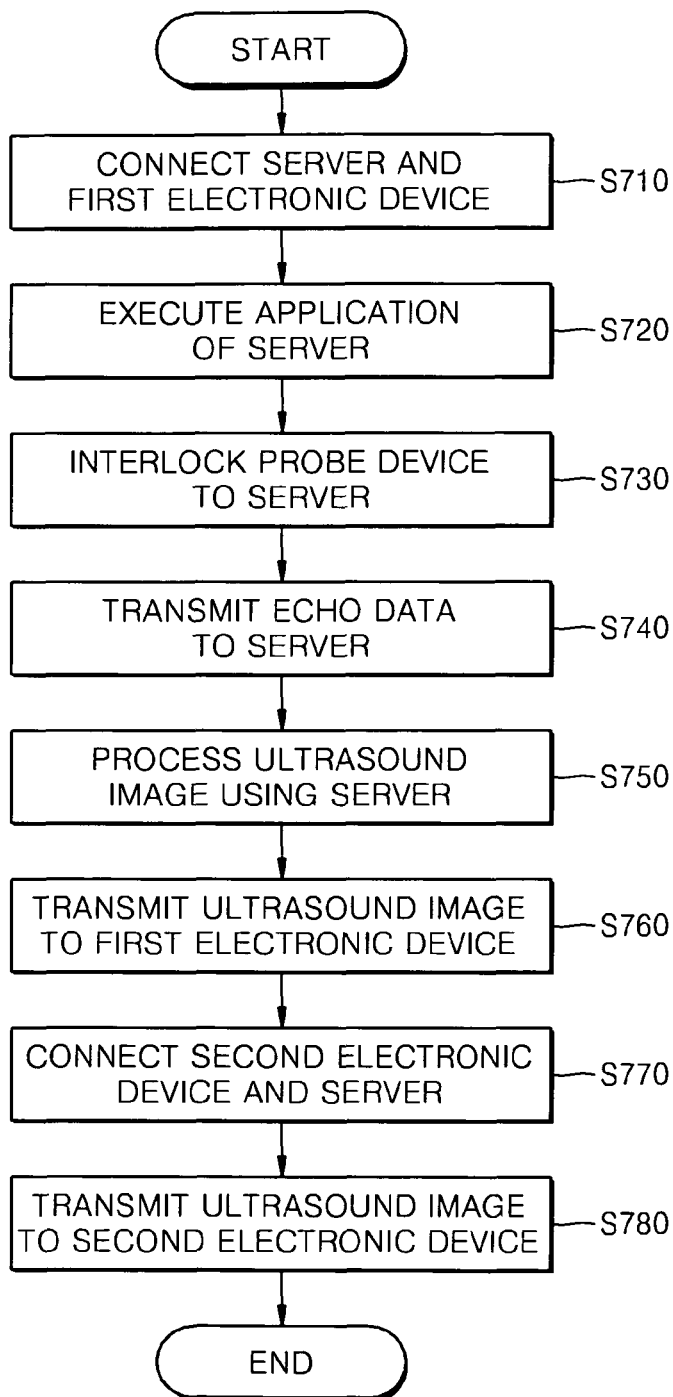 START
CONNECT SERVER AND
FIRST ELECTRONIC DEVICE
S710
EXECUTE APPLICATION
OF SERVER
S720
INTERLOCK PROBE DEVICE
TO SERVER
S730
TRANSMIT ECHO DATA
TO SERVER
S740
PROCESS ULTRASOUND
IMAGE USING SERVER
S750
TRANSMIT ULTRASOUND IMAGE
TO FIRST ELECTRONIC DEVICE
S760
CONNECT SECOND ELECTRONIC
DEVICE AND SERVER
S770
TRANSMIT ULTRASOUND IMAGE
TO SECOND ELECTRONIC DEVICE
S780
END